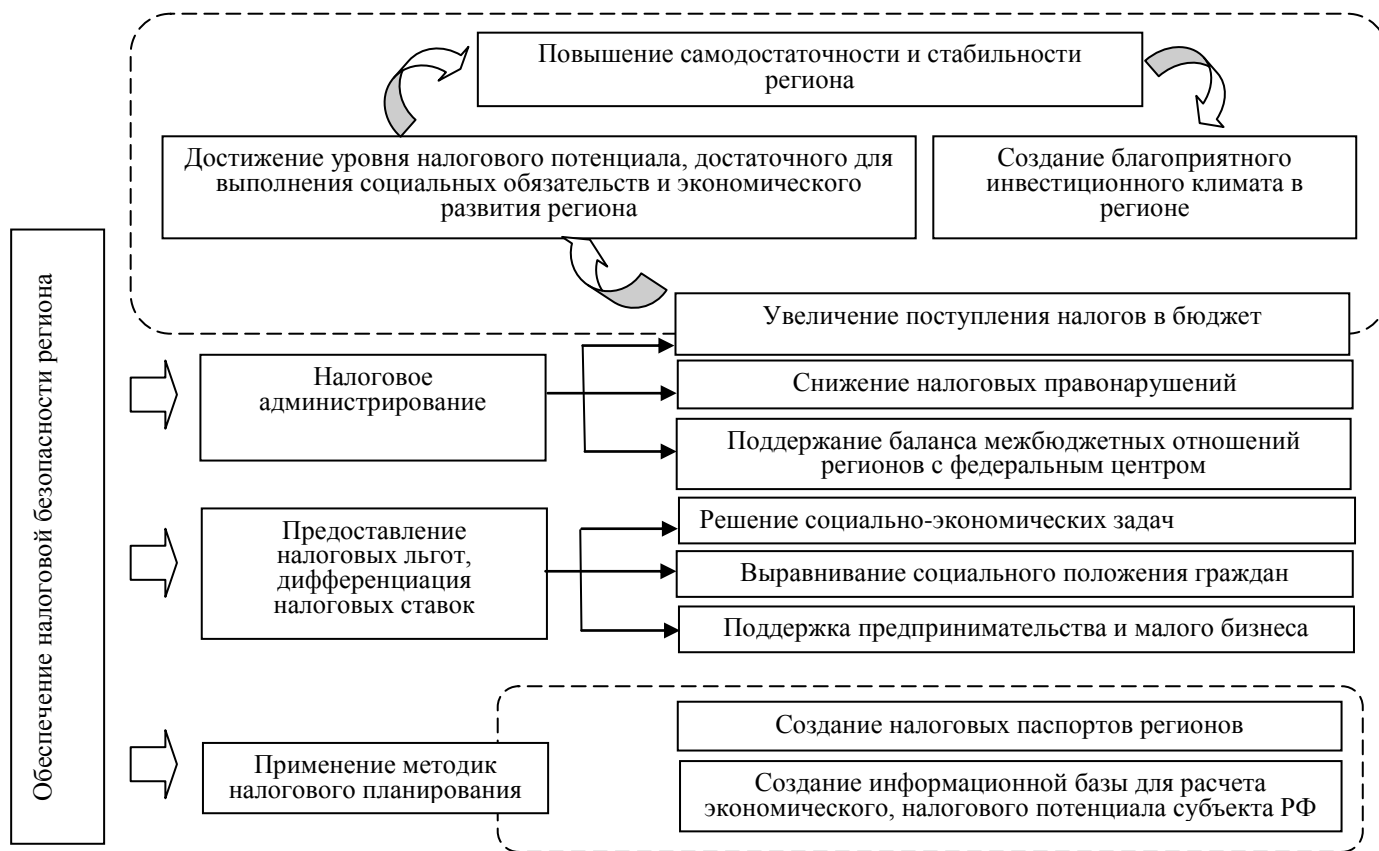 Повышение самодостаточности и стабильности
региона
Достижение уровня налогового потенциала, достаточного для
выполнения социальных обязательств и экономического
развития региона
Создание благоприятного
инвестиционного климата в
регионе
Обеспечение налоговой безопасности региона
Увеличение поступления налогов в бюджет
Налоговое
администрирование
Снижение налоговых правонарушений
Поддержание баланса межбюджетных отношений
регионов с федеральным центром
Предоставление
налоговых льгот,
дифференциация
налоговых ставок
Решение социально-экономических задач
Выравнивание социального положения граждан
Поддержка предпринимательства и малого бизнеса
Применение методик
налогового планирования
Создание налоговых паспортов регионов
Создание информационной базы для расчета
экономического, налогового потенциала субъекта РФ